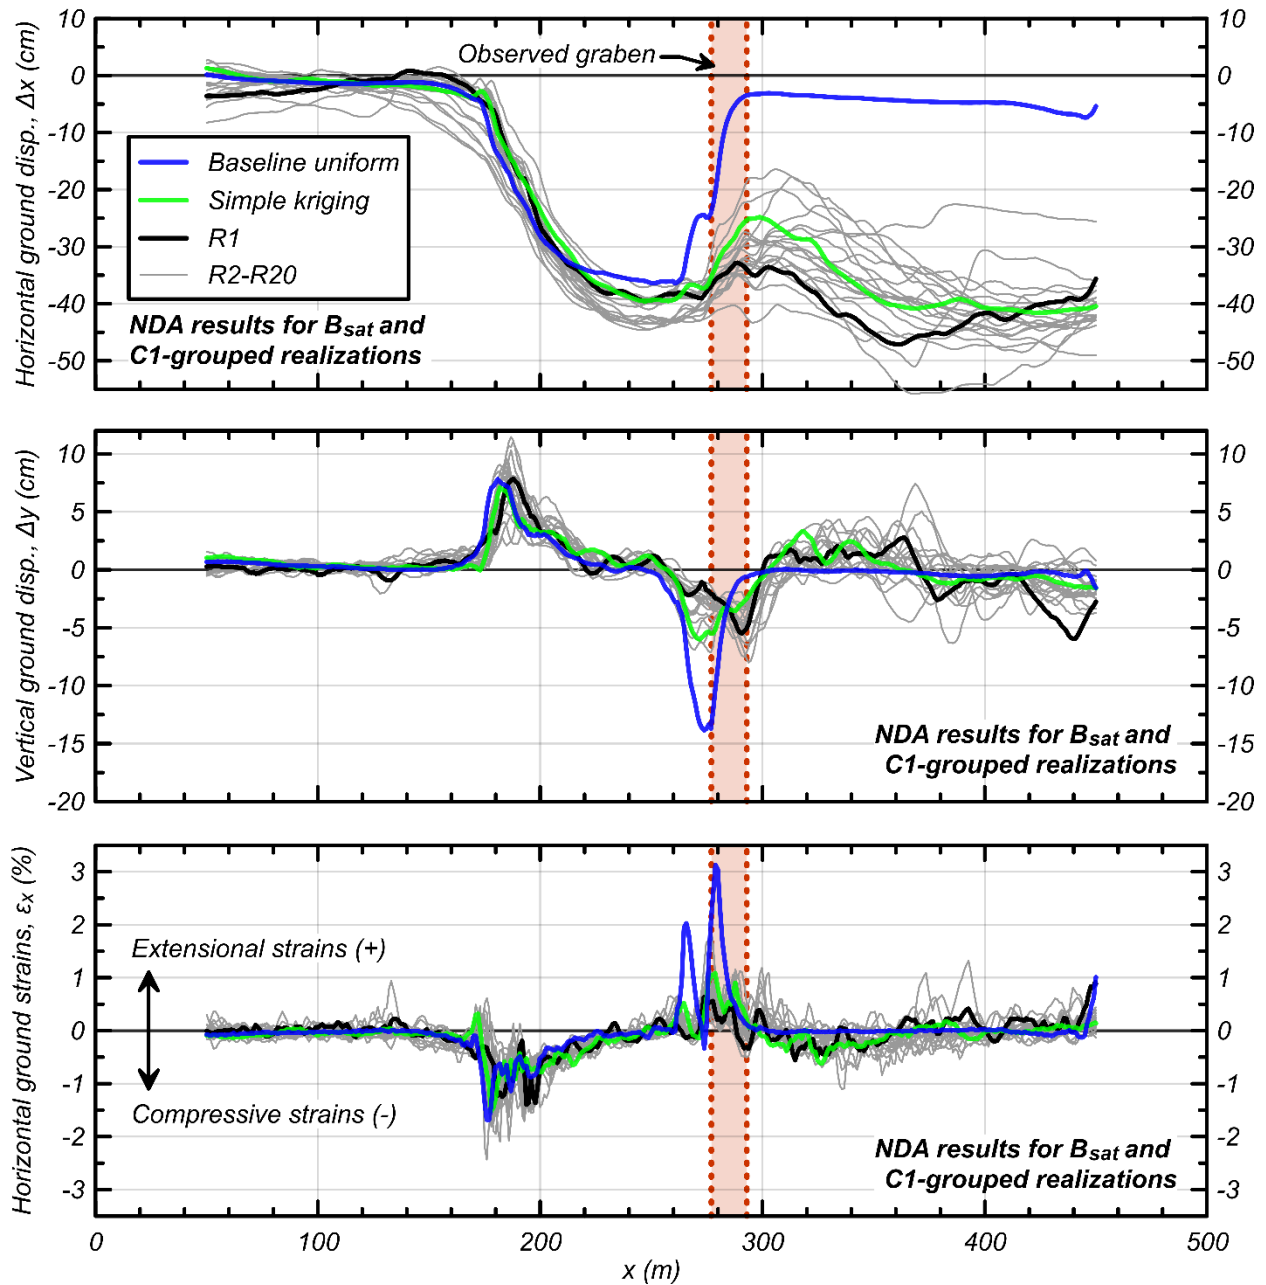 Horizontal ground disp., Δx (cm)
10
0
-10
-20
-30
-40
-50
10
0
-10
-20
-30
-40
-50
Observed graben
Baseline uniform
Simple kriging
R1
R2-R20
NDA results for Bsat and
C1-grouped realizations
Vertical ground disp., Δy (cm)
10
5
0
-5
-10
-15
-20
10
5
0
-5
-10
-15
-20
NDA results for Bsat and
C1-grouped realizations
Horizontal ground strains, εx (%)
3
2
1
0
-1
-2
-3
3
2
1
0
-1
-2
-3
Extensional strains (+)
Compressive strains (-)
NDA results for Bsat and
C1-grouped realizations
0 100 200 300 400 500
x (m)